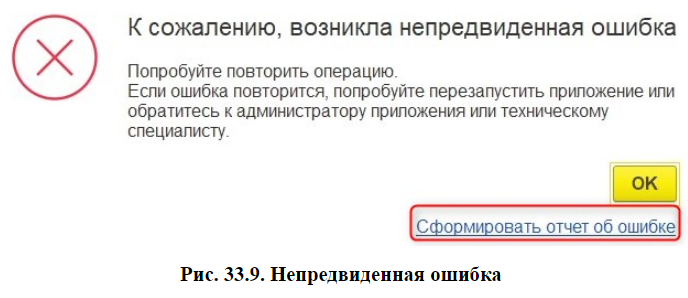 К сожалению, возникла непредвиденная ошибка
Попробуйте повторить операцию.
Если ошибка повторится, попробуйте перезапустить приложение или
обратитесь к администратору приложения или техническому
специалисту.
OK
Сформировать отчет об ошибке
Рис. 33.9. Непредвиденная ошибка